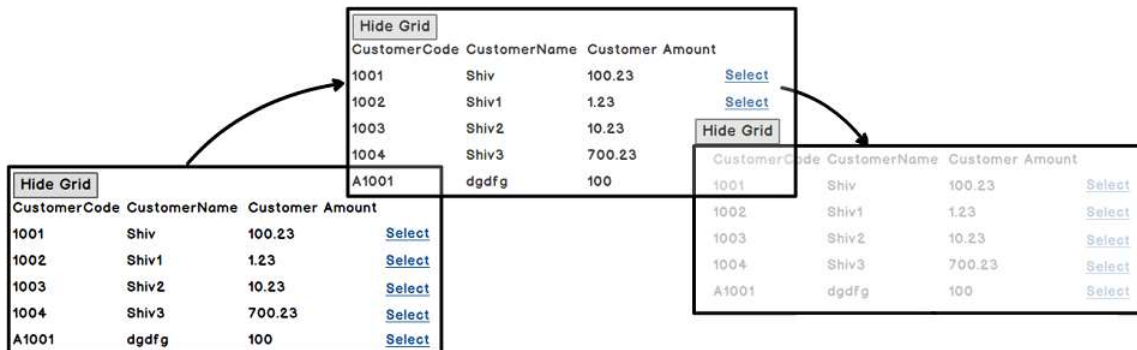 Hide Grid
CustomerCode CustomerName Customer Amount
1001 Shiv 100.23 Select
1002 Shiv1 1.23 Select
1003 Shiv2 10.23 Select
1004 Shiv3 700.23 Select
A1001 dgdfg 100 Select
Hide Grid
CustomerCode CustomerName Customer Amount
1001 Shiv 100.23 Select
1002 Shiv1 1.23 Select
1003 Shiv2 10.23
1004 Shiv3 700.23
A1001 dgdfg 100
Hide Grid
CustomerCode CustomerName Customer Amount
1001 Shiv 100.23 Select
1002 Shiv1 1.23 Select
1003 Shiv2 10.23 Select
1004 Shiv3 700.23 Select
A1001 dgdfg 100 Select